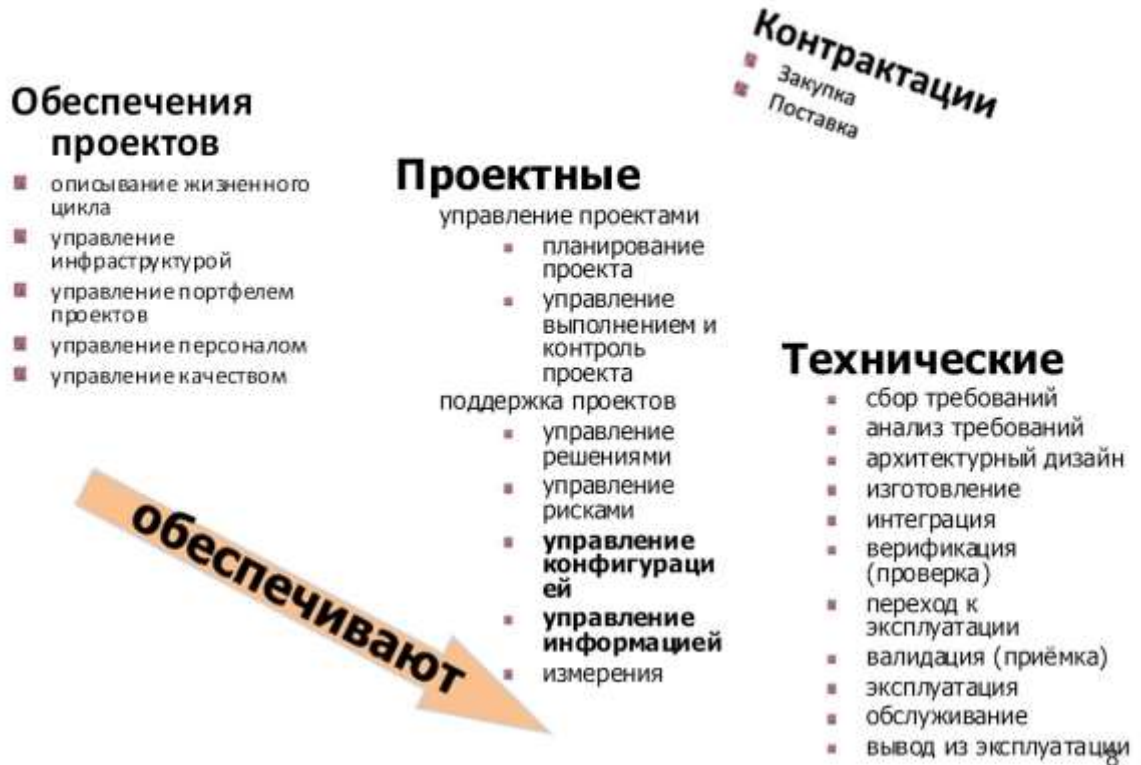 Контрактации
Закупка
Поставка
Обеспечения
проектов
описывание жизненного
цикла
управление
инфраструктурой
управление портфелем
проектов
управление персоналом
управление качеством
Проектные
управление проектами
планирование
проекта
управление
выполнением и
контроль
проекта
поддержка проектов
управление
решениями
управление
рисками
управление
конфигураци
ей
управление
информацией
измерения
Технические
сбор требований
анализ требований
архитектурный дизайн
изготовление
интеграция
верификация
(проверка)
переход к
эксплуатации
валидация (приёмка)
эксплуатация
обслуживание
вывод из эксплуатации
обеспечивают
8